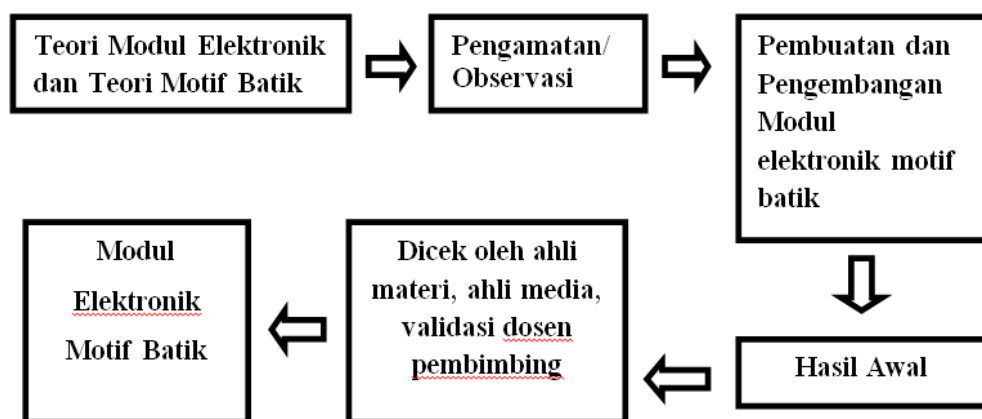 Teori Modul Elektronik
dan Teori Motif Batik
Pengamatan/
Observasi
Pembuatan dan
Pengembangan
Modul
elektronik motif
batik
Hasil Awal
Dicek oleh ahli
materi, ahli media,
validasi dosen
pembimbing
Modul
Elektronik
Motif Batik